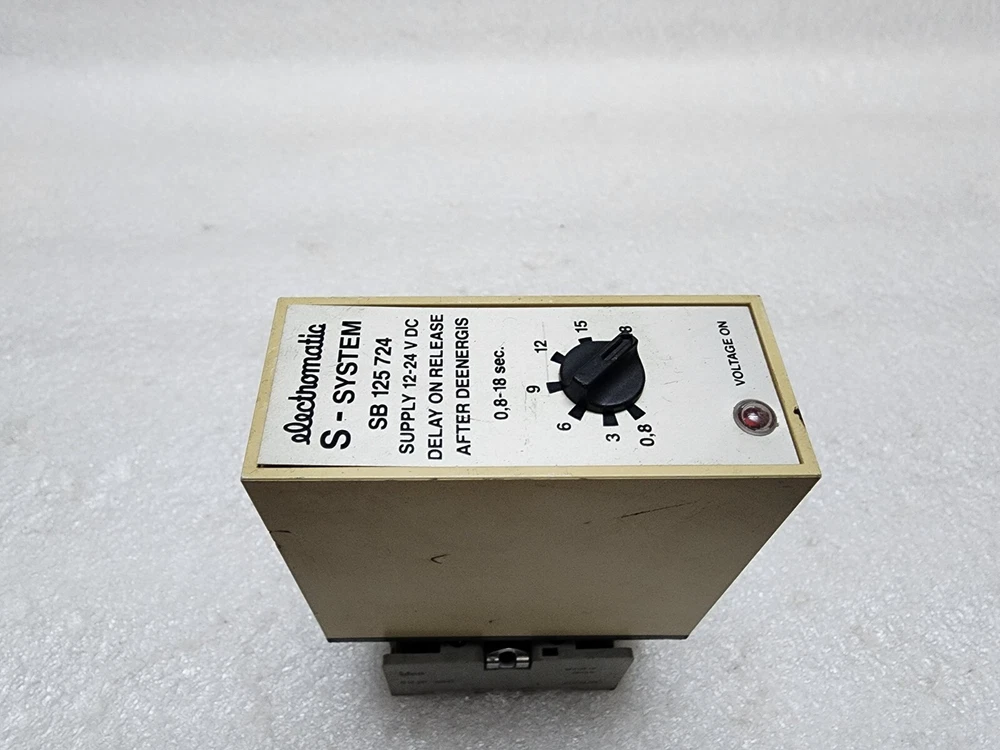 electromatic
S - SYSTEM
SB 125 724
SUPPLY 12-24 V DC
DELAY ON RELEASE
AFTER DEENERGIS
0,8-18 sec.
0,8
3
6
9
12
15
VOLTAGE ON